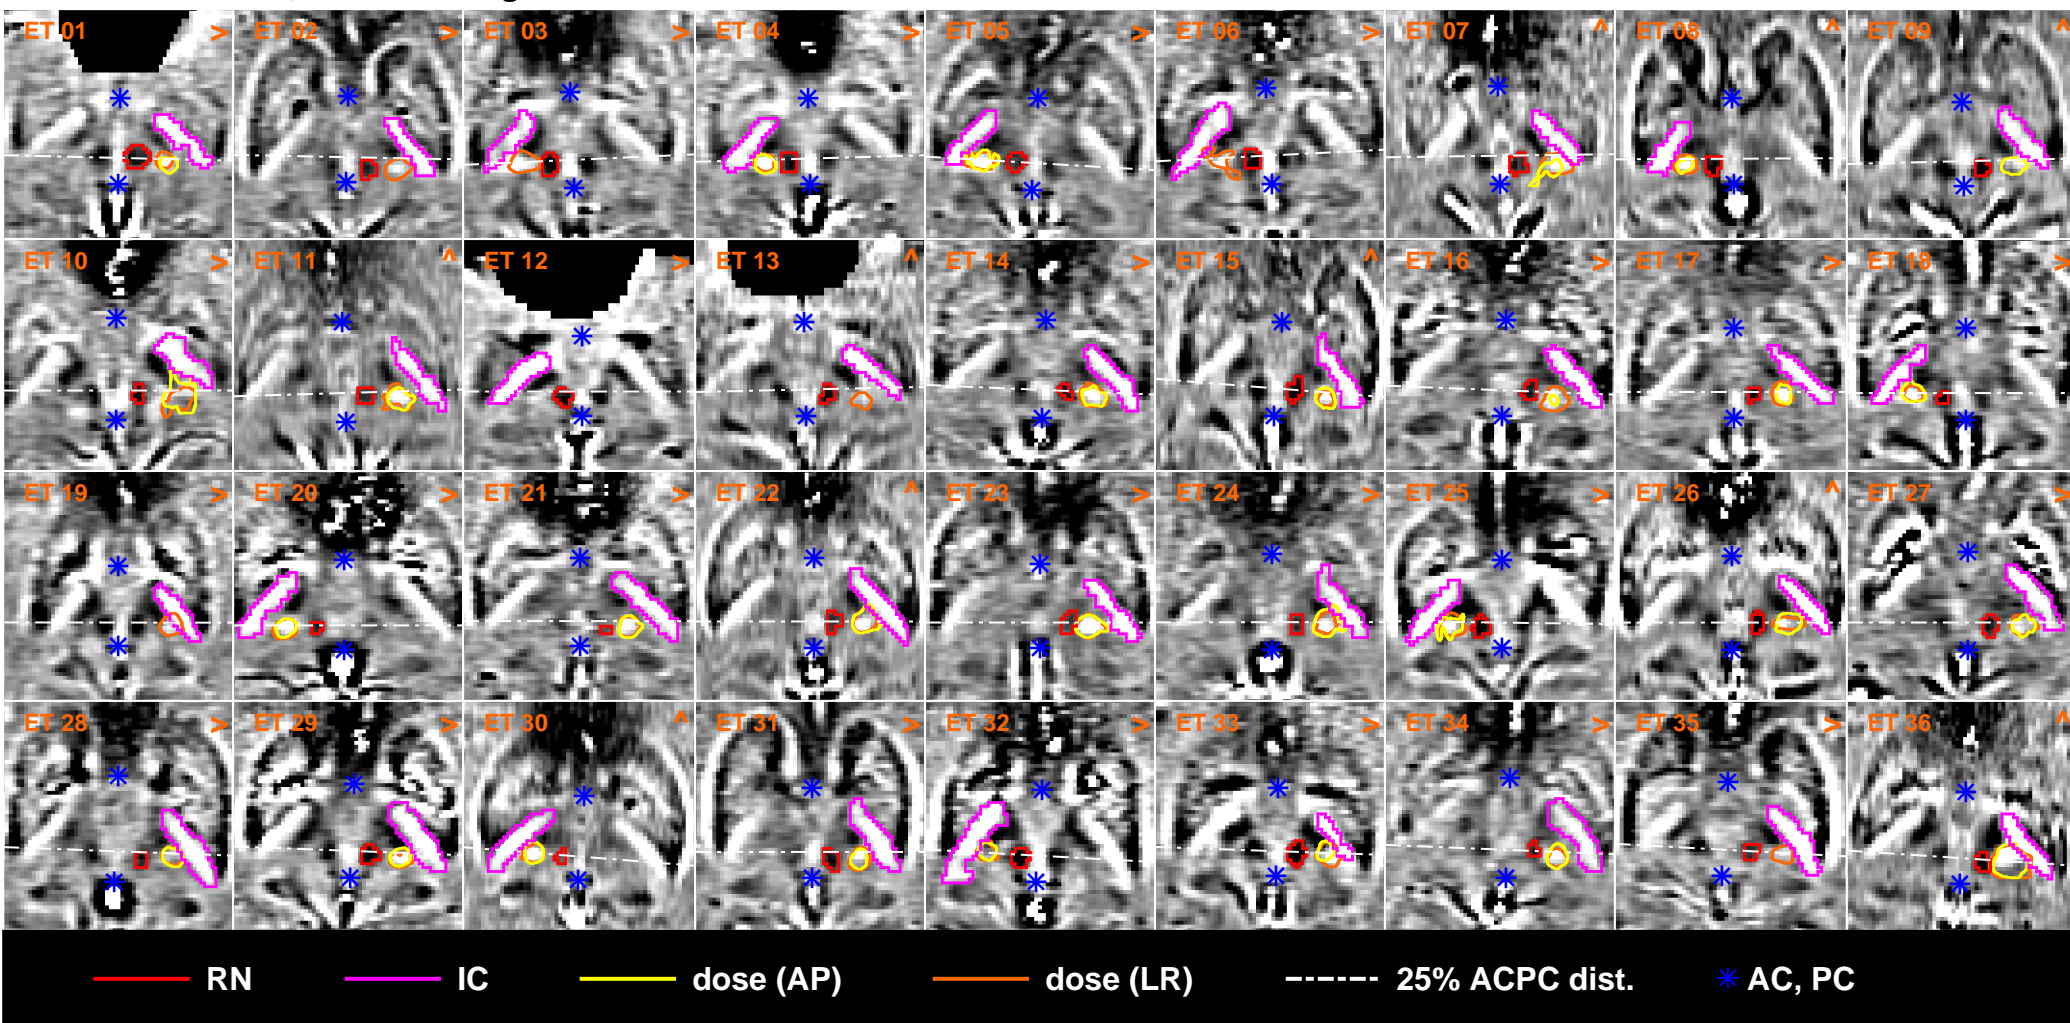 ET 01 > ET 02 > ET 03 > ET 04 > ET 05 > ET 06 > ET 07 ^ ET 08 ^ ET 09 ^
ET 10 > ET 11 ^ ET 12 > ET 13 ^ ET 14 > ET 15 ^ ET 16 > ET 17 > ET 18 >
ET 19 > ET 20 > ET 21 > ET 22 ^ ET 23 > ET 24 > ET 25 > ET 26 ^ ET 27 >
ET 28 > ET 29 > ET 30 ^ ET 31 > ET 32 > ET 33 > ET 34 > ET 35 > ET 36 ^
RN IC dose (AP) dose (LR) 25% ACPC dist. AC, PC